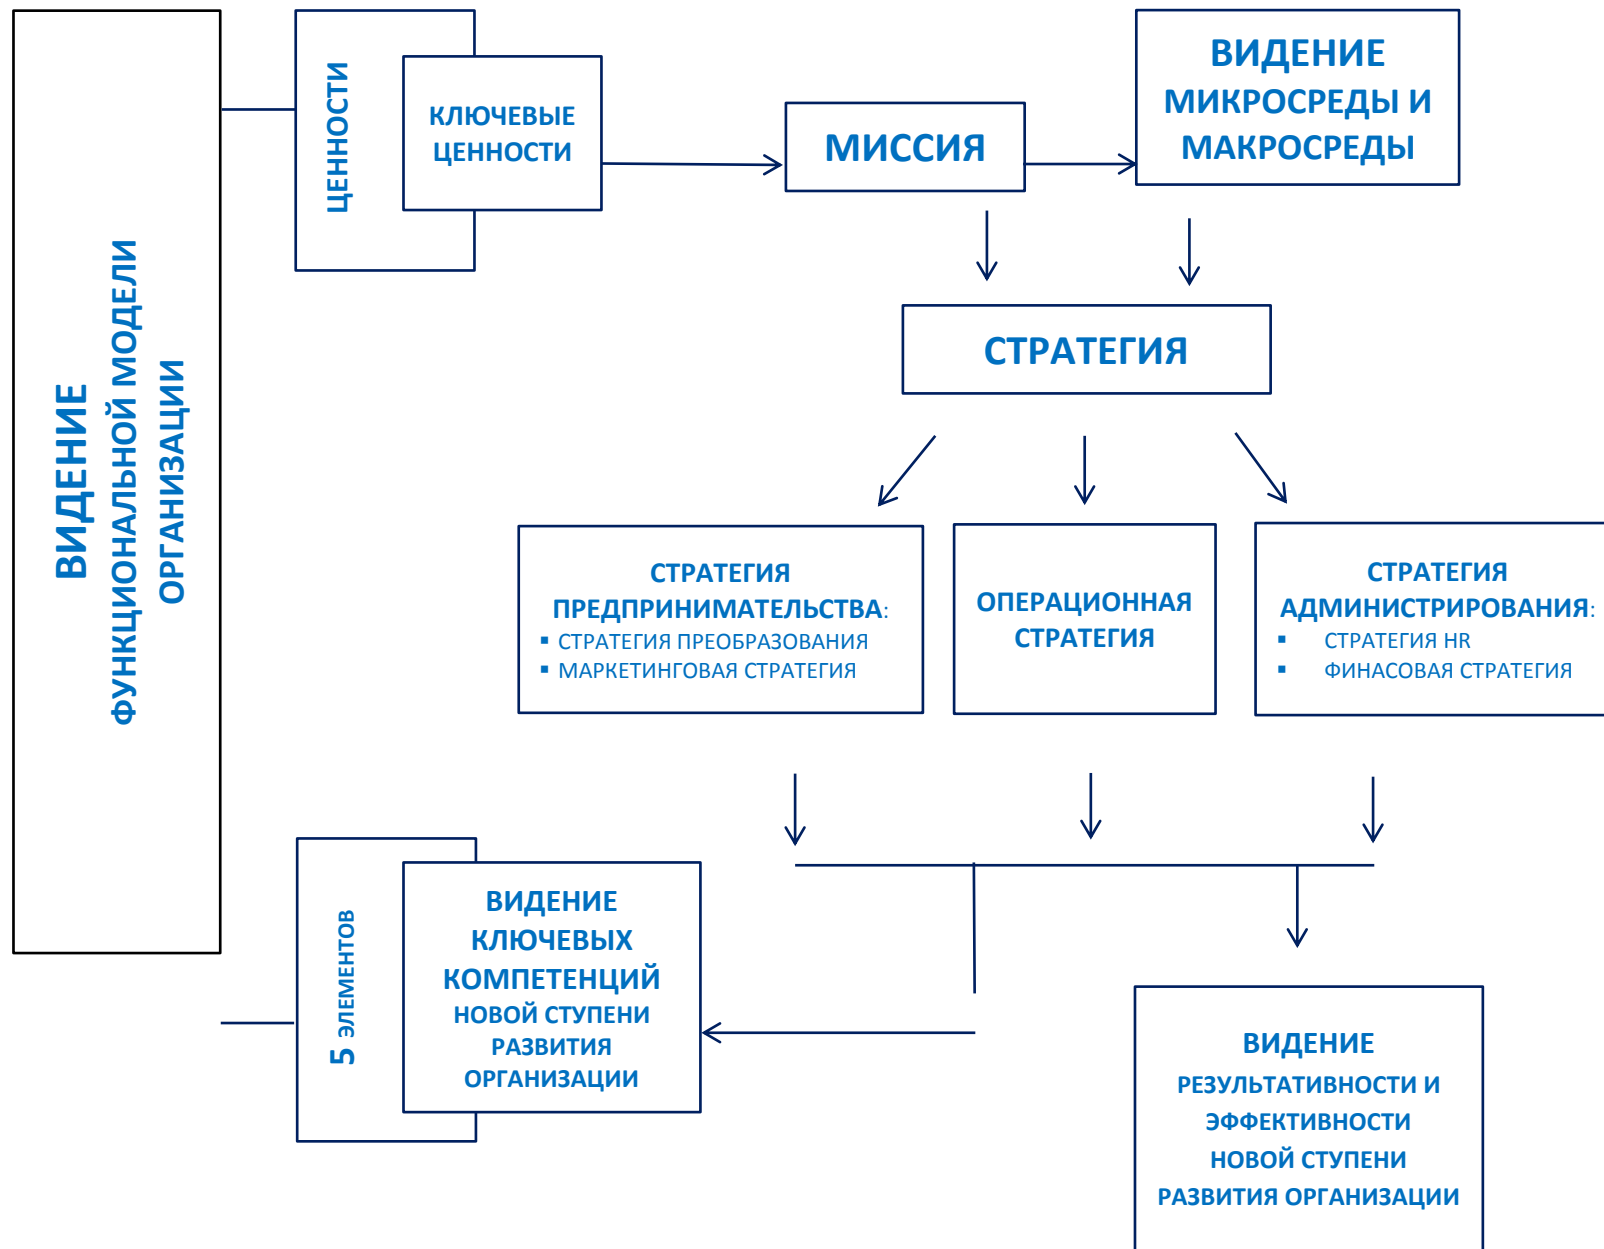 ВИДЕНИЕ
ФУНКЦИОНАЛЬНОЙ МОДЕЛИ
ОРГАНИЗАЦИИ
ЦЕННОСТИ
КЛЮЧЕВЫЕ
ЦЕННОСТИ
МИССИЯ
ВИДЕНИЕ
МИКРОСРЕДЫ И
МАКРОСРЕДЫ
СТРАТЕГИЯ
СТРАТЕГИЯ
ПРЕДПРИНИМАТЕЛЬСТВА:
▪ СТРАТЕГИЯ ПРЕОБРАЗОВАНИЯ
▪ МАРКЕТИНГОВАЯ СТРАТЕГИЯ
ОПЕРАЦИОННАЯ
СТРАТЕГИЯ
СТРАТЕГИЯ
АДМИНИСТРИРОВАНИЯ:
▪ СТРАТЕГИЯ HR
▪ ФИНАСОВАЯ СТРАТЕГИЯ
5 ЭЛЕМЕНТОВ
ВИДЕНИЕ
КЛЮЧЕВЫХ
КОМПЕТЕНЦИЙ
НОВОЙ СТУПЕНИ
РАЗВИТИЯ
ОРГАНИЗАЦИИ
ВИДЕНИЕ
РЕЗУЛЬТАТИВНОСТИ И
ЭФФЕКТИВНОСТИ
НОВОЙ СТУПЕНИ
РАЗВИТИЯ ОРГАНИЗАЦИИ